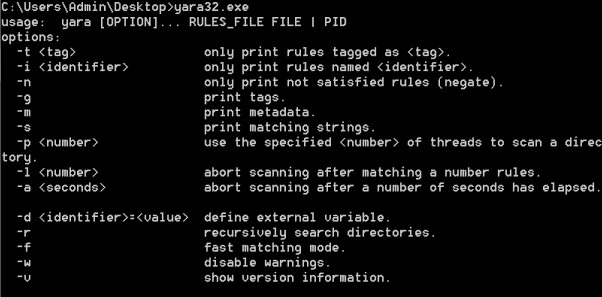 C:\Users\Admin\Desktop>yara32.exe
usage:  yara [OPTION]... RULES_FILE FILE | PID
options:
  -t <tag>                 only print rules tagged as <tag>.
  -i <identifier>          only print rules named <identifier>.
  -n                       only print not satisfied rules (negate).
  -g                       print tags.
  -m                       print metadata.
  -s                       print matching strings.
  -p <number>              use the specified <number> of threads to scan a direc
tory.
  -l <number>              abort scanning after matching a number rules.
  -a <seconds>             abort scanning after a number of seconds has elapsed.
  -d <identifier>=<value>  define external variable.
  -r                       recursively search directories.
  -f                       fast matching mode.
  -w                       disable warnings.
  -v                       show version information.